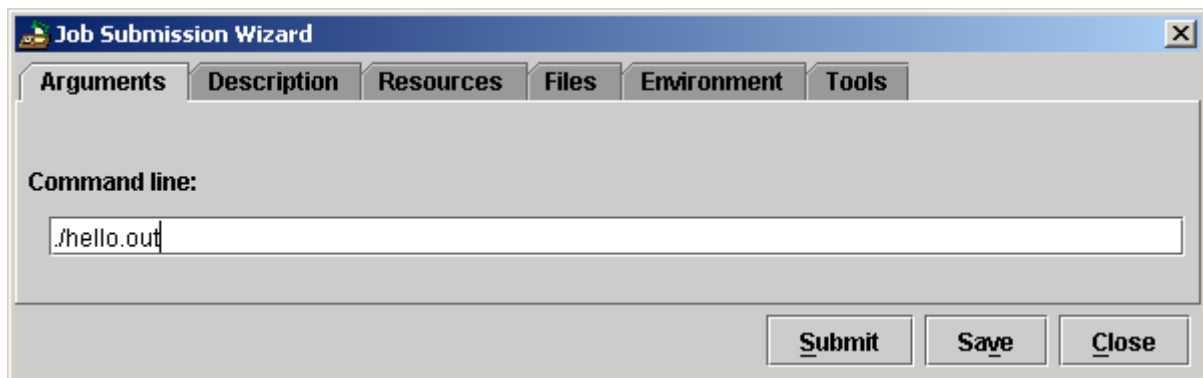 Job Submission Wizard
Arguments Description Resources Files Environment Tools
Command line:
./hello.out
Submit Save Close